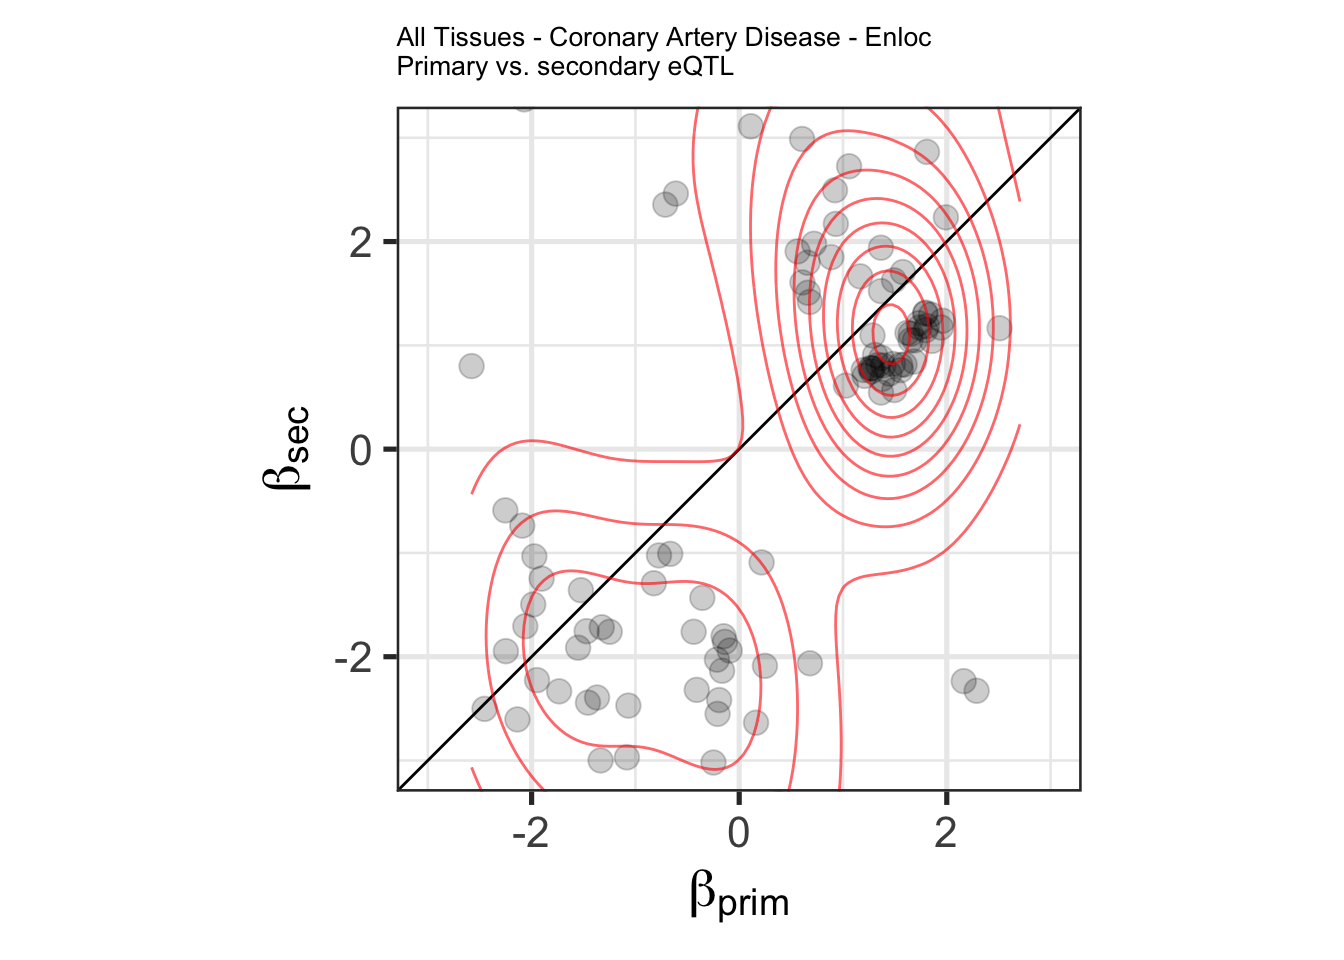 All Tissues - Coronary Artery Disease - Enloc
Primary vs. secondary eQTL
2
0
-2
βsec
-2 0 2
βprim